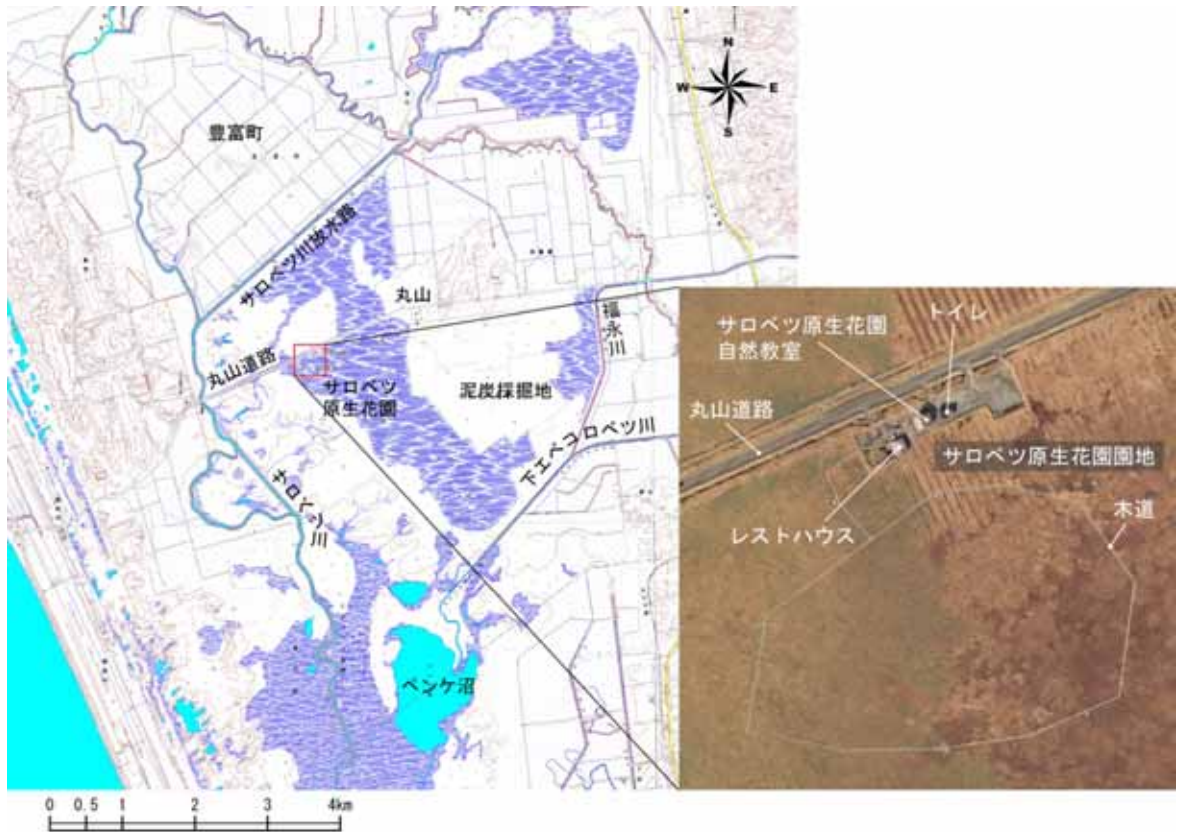 N
W
E
S
豊富町
サロベツ川放水路
丸山
福永川
丸山道路
サロベツ
原生花園
泥炭採掘地
下エベコロベツ川
サロベツ川
ペンケ沼
サロベツ原生花園
自然教室
トイレ
丸山道路
サロベツ原生花園園地
レストハウス
木道
0 0.5 1 2 3 4km